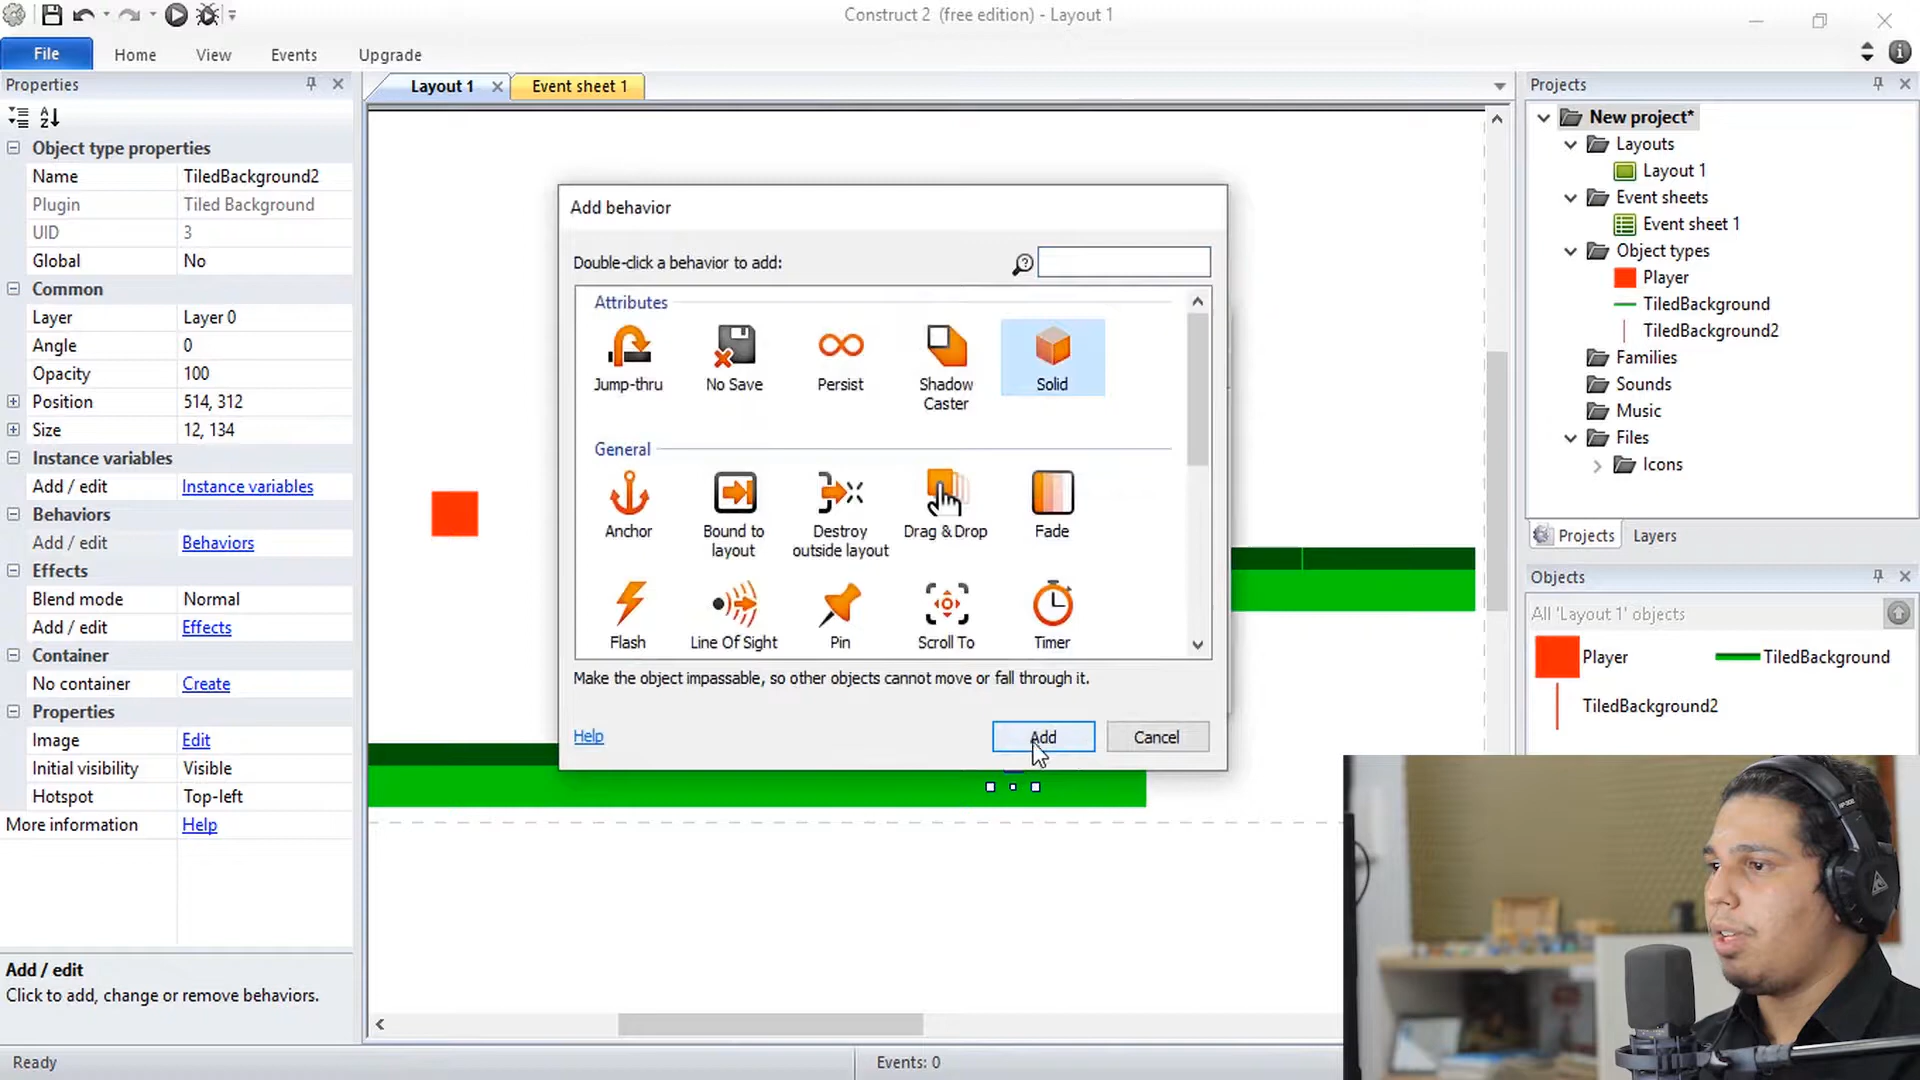 Construct 2 (free edition) - Layout 1
File
Home
View
Events
Upgrade
Properties
Object type properties
Name TiledBackground2
Plugin Tiled Background
UID 3
Global No
Common
Layer Layer 0
Angle 0
Opacity 100
Position 514, 312
Size 12, 134
Instance variables
Add / edit Instance variables
Behaviors
Add / edit Behaviors
Effects
Blend mode Normal
Add / edit Effects
Container
No container Create
Properties
Image Edit
Initial visibility Visible
Hotspot Top-left
More information Help
Add / edit
Click to add, change or remove behaviors.
Ready
Layout 1
Event sheet 1
Add behavior
Double-click a behavior to add:
Attributes
Jump-thru
No Save
Persist
Shadow
Caster
Solid
General
Anchor
Bound to
layout
Destroy
outside layout
Drag & Drop
Fade
Flash
Line Of Sight
Pin
Scroll To
Timer
Make the object impassable, so other objects cannot move or fall through it.
Help
Add
Cancel
Events: 0
Projects
New project*
Layouts
Layout 1
Event sheets
Event sheet 1
Object types
Player
TiledBackground
TiledBackground2
Families
Sounds
Music
Files
Icons
Projects
Layers
Objects
All 'Layout 1' objects
Player
TiledBackground
TiledBackground2